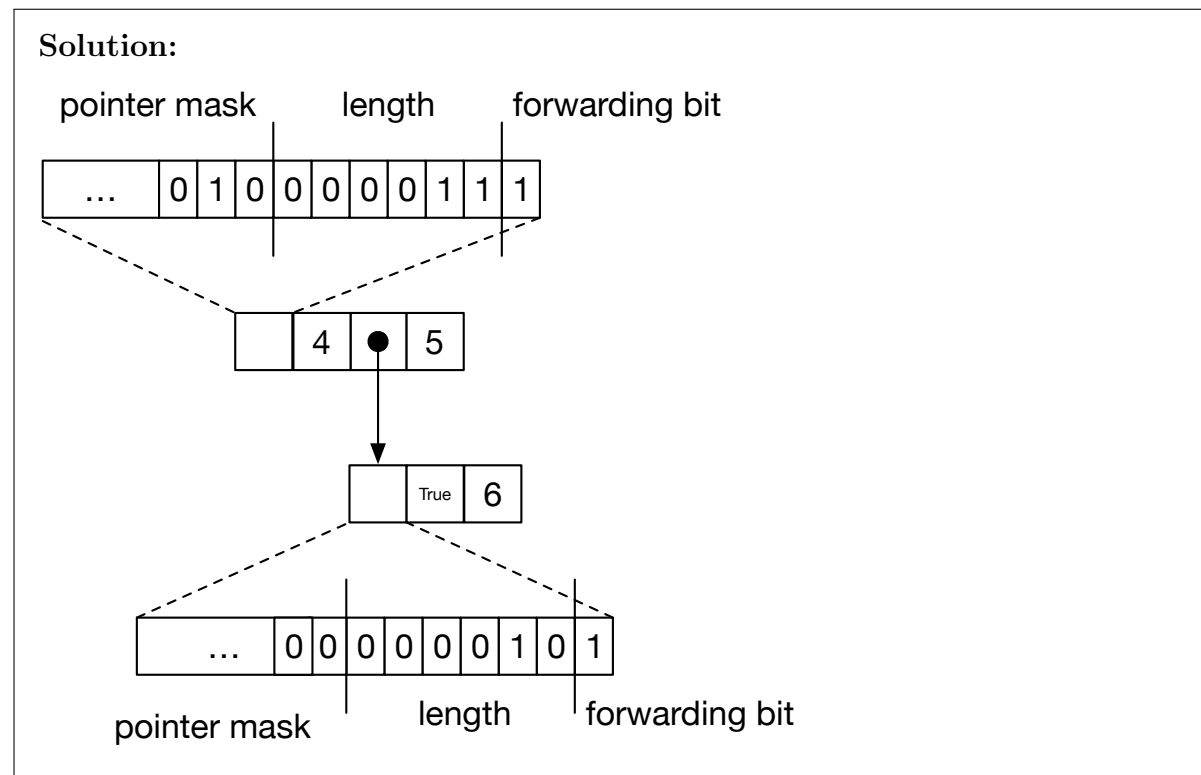 Solution:
pointer mask length forwarding bit
... 0 1 0 0 0 0 0 1 1 1
4 5
True 6
... 0 0 0 0 0 0 1 0 1
pointer mask length forwarding bit